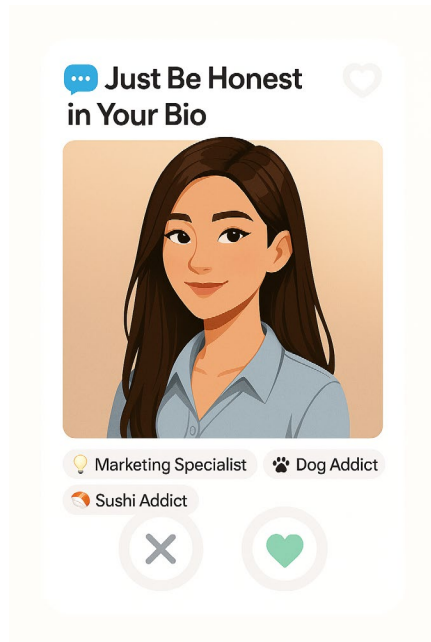 Just Be Honest
in Your Bio
Marketing Specialist
Dog Addict
Sushi Addict